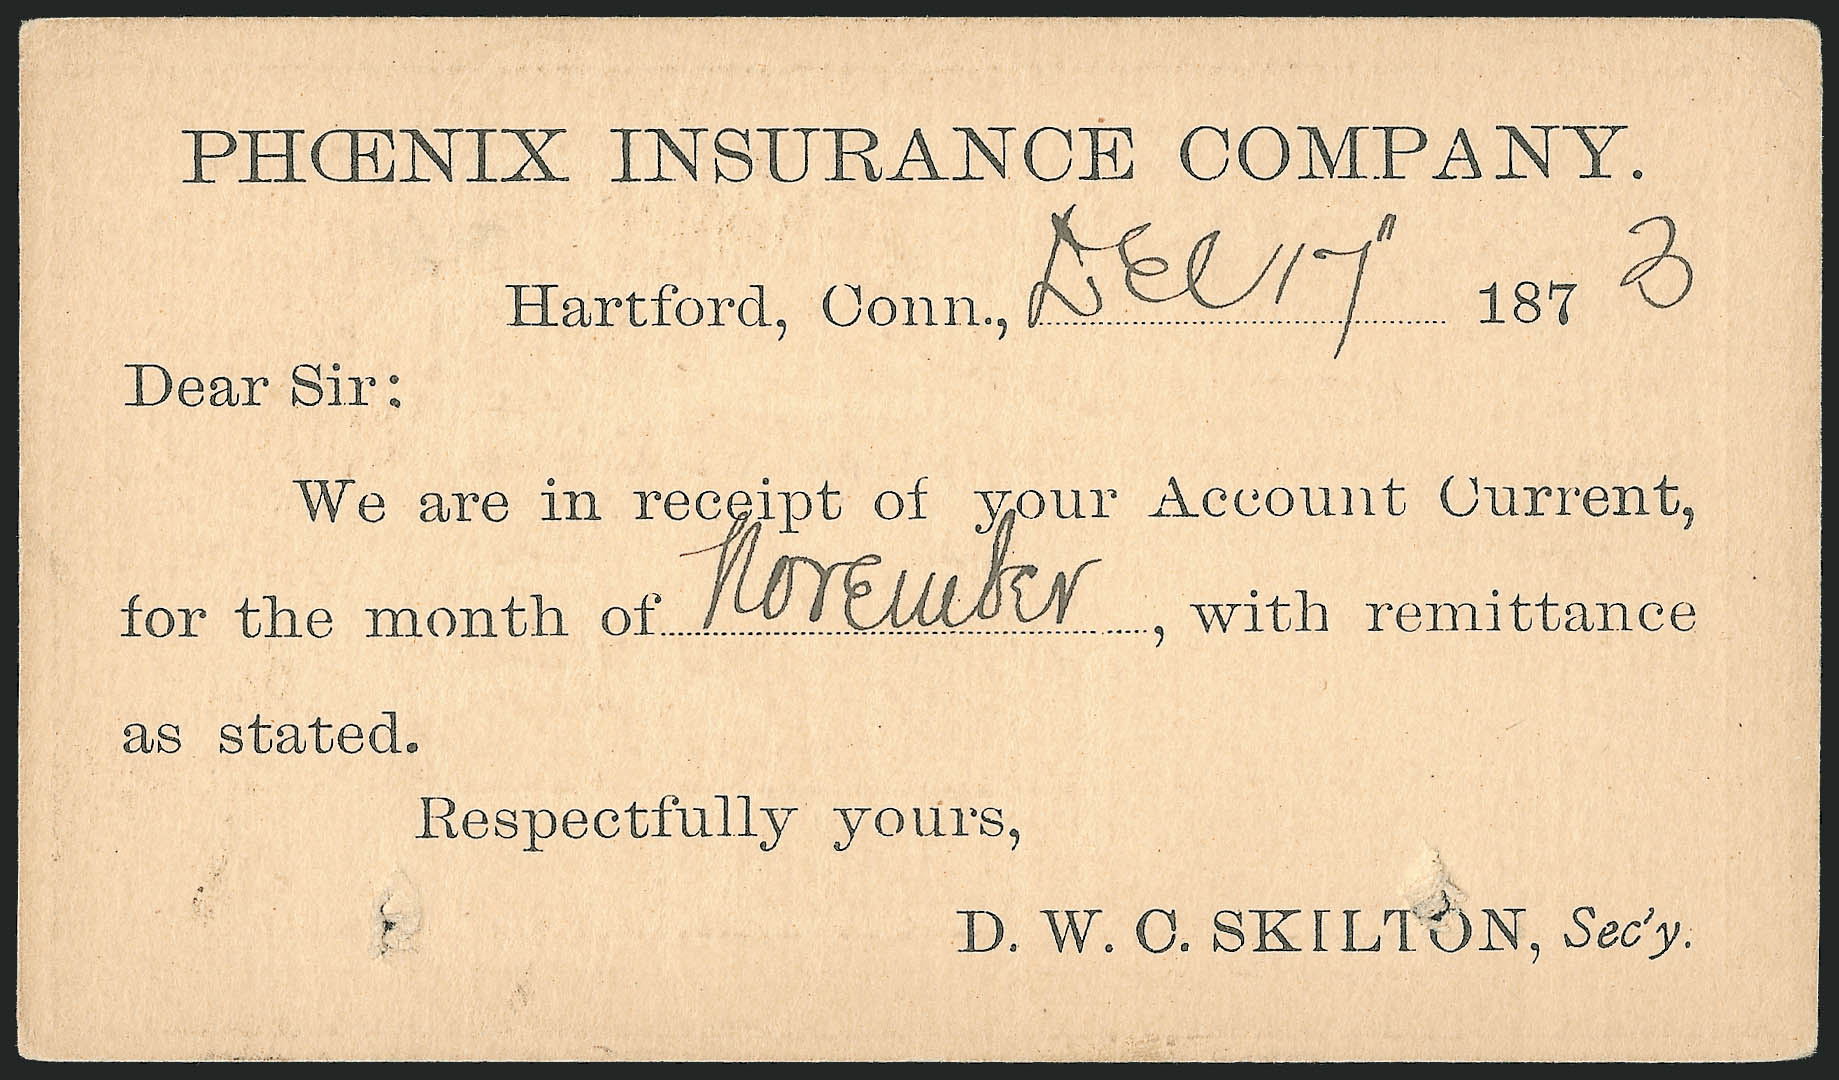 PHŒNIX INSURANCE COMPANY.
Hartford, Conn., Dec 17" 1873
Dear Sir:
We are in receipt of your Account Current,
for the month of November, with remittance
as stated.
Respectfully yours,
D. W. C. SKILTON, Sec'y.